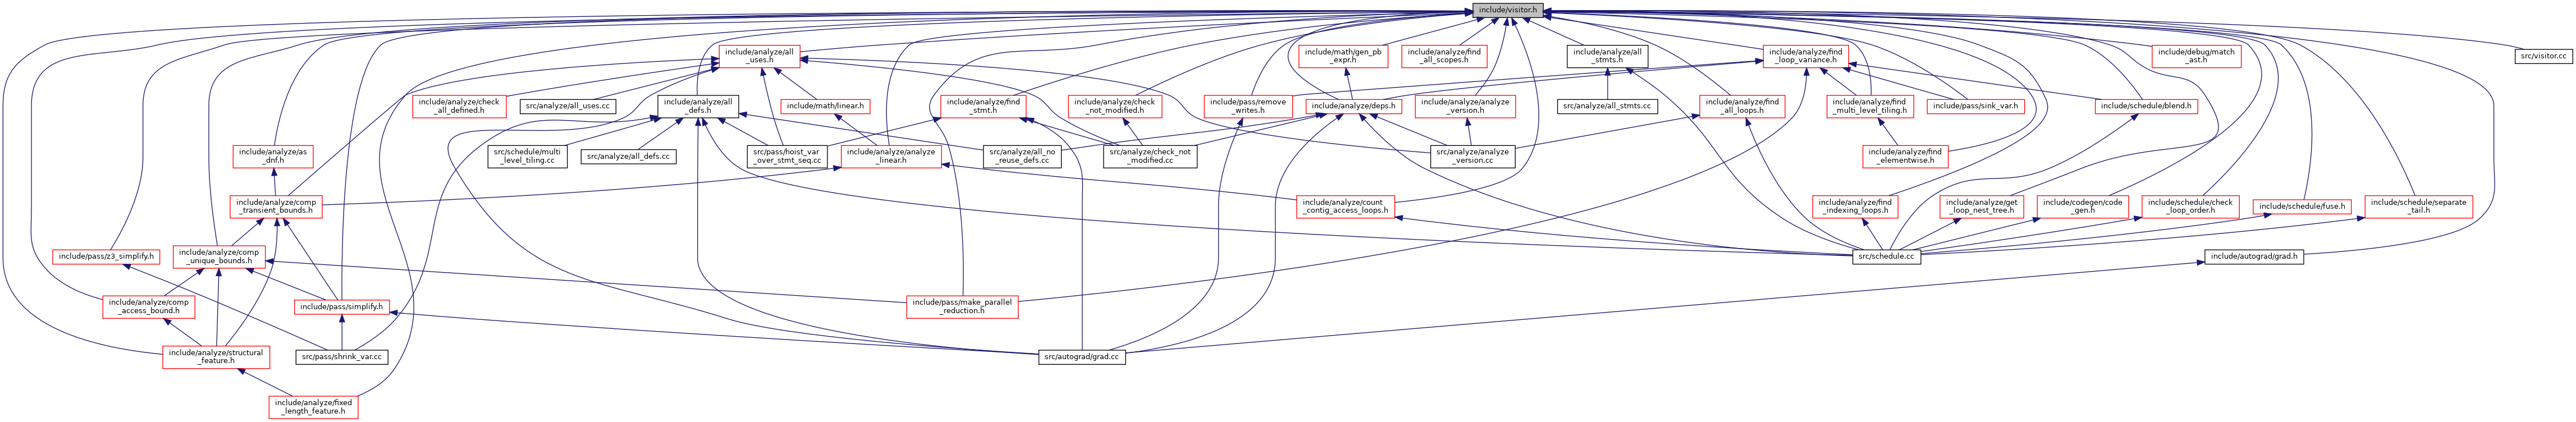 include/visitor.h
include/analyze/all
_uses.h
include/math/gen_pb
_expr.h
include/analyze/find
_all_scopes.h
include/analyze/all
_stmts.h
include/analyze/find
_loop_variance.h
include/debug/match
_ast.h
src/visitor.cc
include/analyze/check
_all_defined.h
src/analyze/all_uses.cc
include/analyze/all
_defs.h
include/math/linear.h
include/analyze/find
_stmt.h
include/analyze/check
_not_modified.h
include/pass/remove
_writes.h
include/analyze/deps.h
include/analyze/analyze
_version.h
src/analyze/all_stmts.cc
include/analyze/find
_all_loops.h
include/analyze/find
_multi_level_tiling.h
include/pass/sink_var.h
include/schedule/blend.h
include/analyze/as
_dnf.h
src/schedule/multi
_level_tiling.cc
src/analyze/all_defs.cc
src/pass/hoist_var
_over_stmt_seq.cc
include/analyze/analyze
_linear.h
src/analyze/all_no
_reuse_defs.cc
src/analyze/check_not
_modified.cc
src/analyze/analyze
_version.cc
include/analyze/find
_elementwise.h
include/analyze/comp
_transient_bounds.h
include/analyze/count
_contig_access_loops.h
include/analyze/find
_indexing_loops.h
include/analyze/get
_loop_nest_tree.h
include/codegen/code
_gen.h
include/schedule/check
_loop_order.h
include/schedule/fuse.h
include/schedule/separate
_tail.h
include/pass/z3_simplify.h
include/analyze/comp
_unique_bounds.h
src/schedule.cc
include/autograd/grad.h
include/analyze/comp
_access_bound.h
include/pass/simplify.h
include/pass/make_parallel
_reduction.h
include/analyze/structural
_feature.h
src/pass/shrink_var.cc
src/autograd/grad.cc
include/analyze/fixed
_length_feature.h